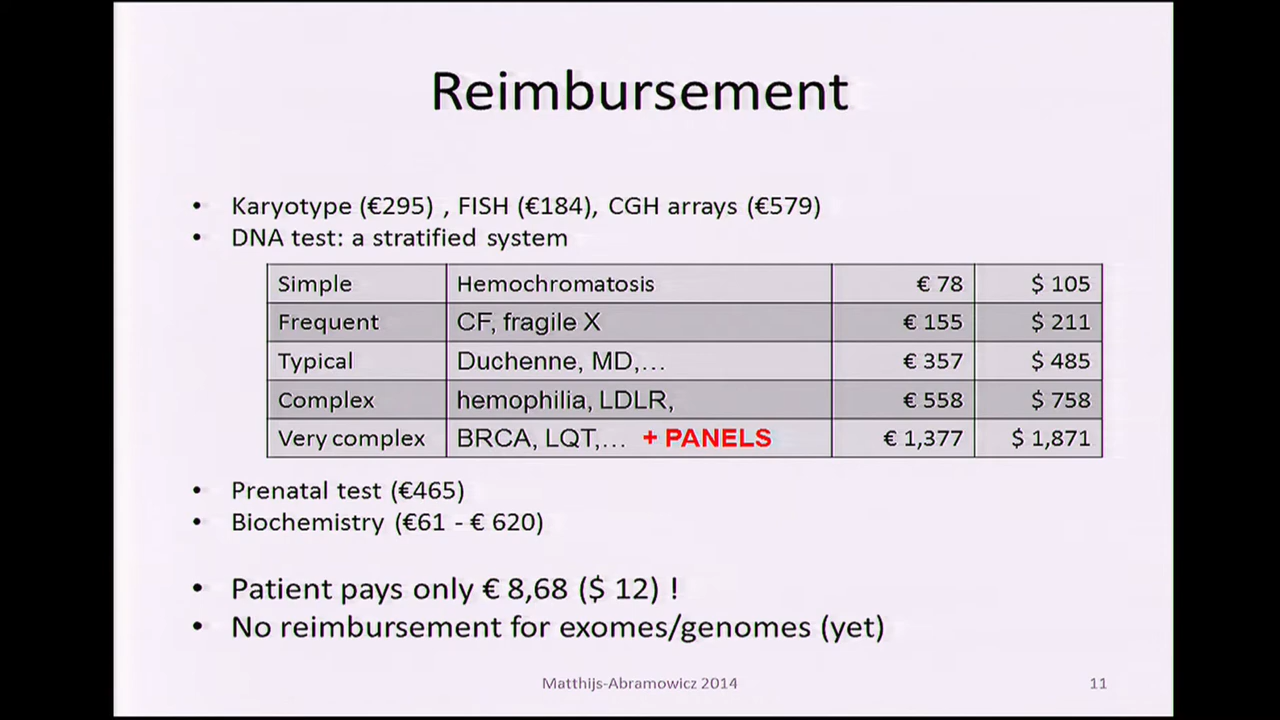 Reimbursement
• Karyotype (€295) , FISH (€184), CGH arrays (€579)
• DNA test: a stratified system
Simple Hemochromatosis € 78 $ 105
Frequent CF, fragile X € 155 $ 211
Typical Duchenne, MD,… € 357 $ 485
Complex hemophilia, LDLR, € 558 $ 758
Very complex BRCA, LQT,… + PANELS € 1,377 $ 1,871
• Prenatal test (€465)
• Biochemistry (€61 - € 620)
• Patient pays only € 8,68 ($ 12) !
• No reimbursement for exomes/genomes (yet)
Matthijs-Abramowicz 2014 11